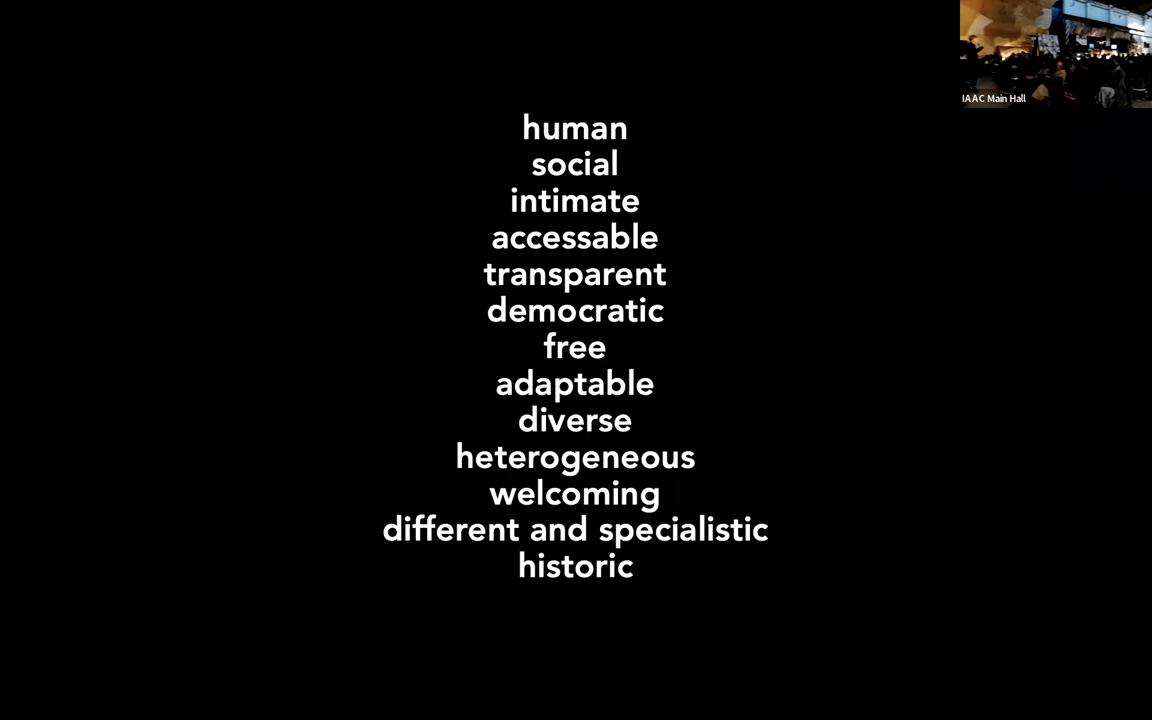 IAAC Main Hall
human
social
intimate
accessable
transparent
democratic
free
adaptable
diverse
heterogeneous
welcoming
different and specialistic
historic